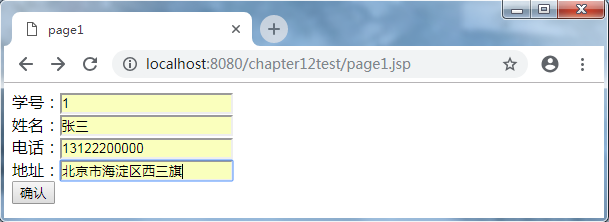 page1
localhost:8080/chapter12test/page1.jsp
学号：1
姓名：张三
电话：13122200000
地址：北京市海淀区西三旗
确认